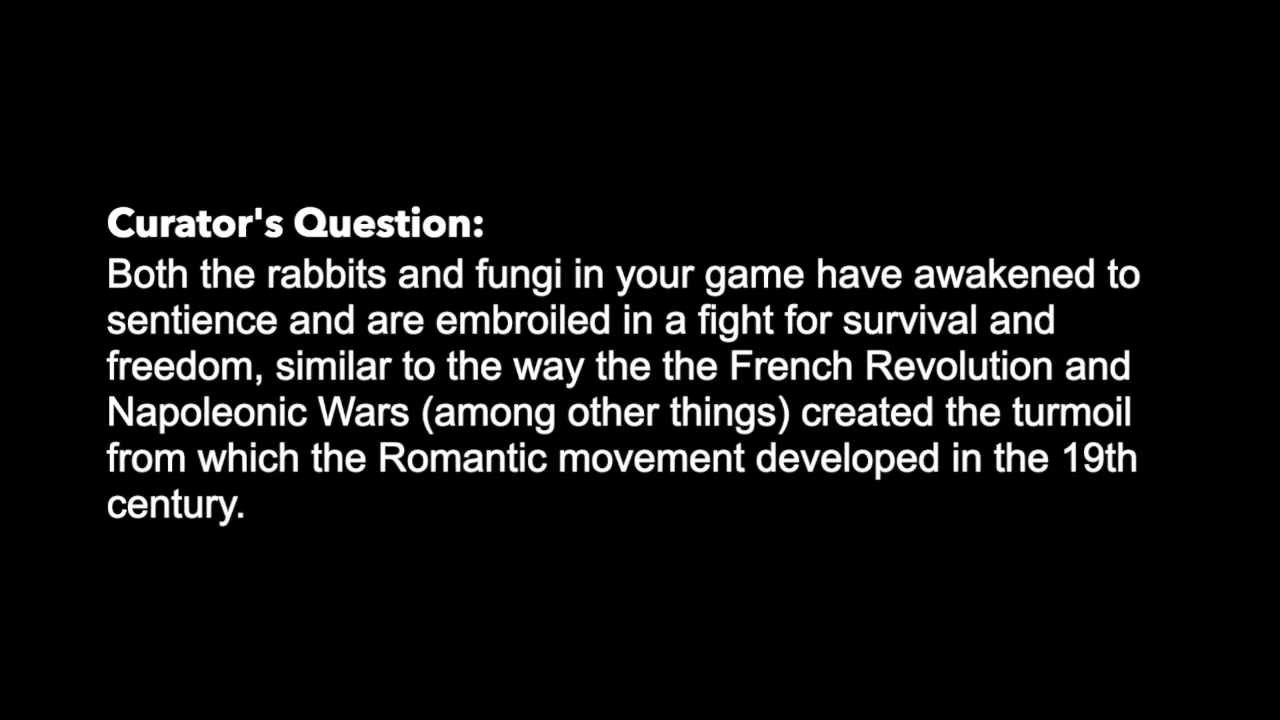 Curator's Question:
Both the rabbits and fungi in your game have awakened to
sentience and are embroiled in a fight for survival and
freedom, similar to the way the the French Revolution and
Napoleonic Wars (among other things) created the turmoil
from which the Romantic movement developed in the 19th
century.